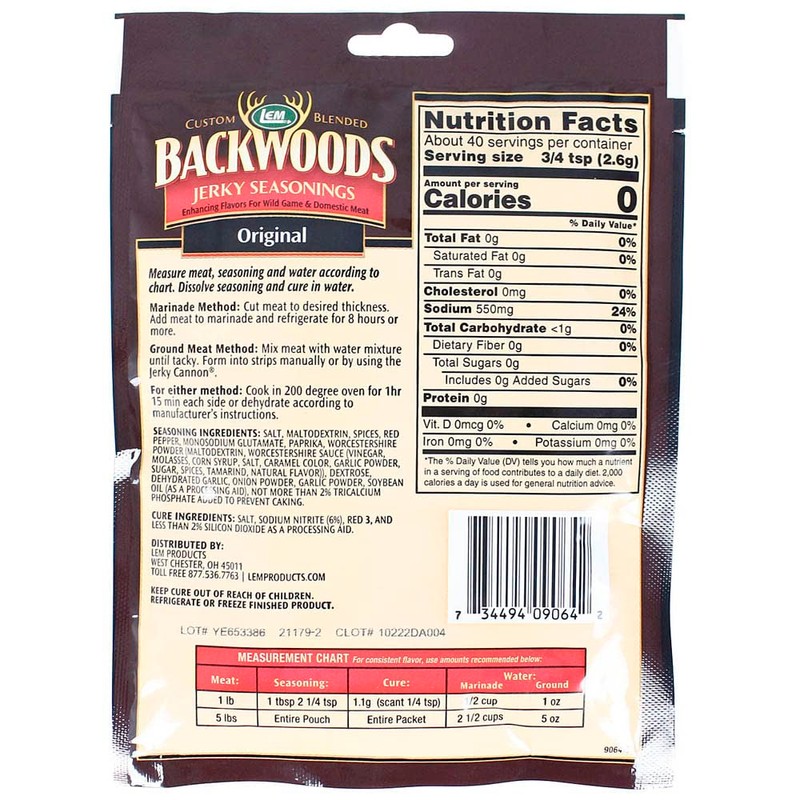 LEM
CUSTOM BLENDED
BACKWOODS
JERKY SEASONINGS
Enhancing Flavors For Wild Game & Domestic Meat
Original
Measure meat, seasoning and water according to
chart. Dissolve seasoning and cure in water.
Marinade Method: Cut meat to desired thickness.
Add meat to marinade and refrigerate for 8 hours or
more.
Ground Meat Method: Mix meat with water mixture
until tacky. Form into strips manually or by using the
Jerky Cannon®.
For either method: Cook in 200 degree oven for 1hr
15 min each side or dehydrate according to
manufacturer's instructions.
SEASONING INGREDIENTS: SALT, MALTODEXTRIN, SPICES, RED
PEPPER, MONOSODIUM GLUTAMATE, PAPRIKA, WORCESTERSHIRE
POWDER (MALTODEXTRIN, WORCESTERSHIRE SAUCE (VINEGAR,
MOLASSES, CORN SYRUP, SALT, CARAMEL COLOR, GARLIC POWDER,
SUGAR, SPICES, TAMARIND, NATURAL FLAVOR)), DEXTROSE,
DEHYDRATED GARLIC, ONION POWDER, GARLIC POWDER, SOYBEAN
OIL (AS A PROCESSING AID), NOT MORE THAN 2% TRICALCIUM
PHOSPHATE ADDED TO PREVENT CAKING.
CURE INGREDIENTS: SALT, SODIUM NITRITE (6%), RED 3, AND
LESS THAN 2% SILICON DIOXIDE AS A PROCESSING AID.
DISTRIBUTED BY:
LEM PRODUCTS
WEST CHESTER, OH 45011
TOLL FREE 877.536.7763 | LEMPRODUCTS.COM
KEEP CURE OUT OF REACH OF CHILDREN.
REFRIGERATE OR FREEZE FINISHED PRODUCT.
Nutrition Facts
About 40 servings per container
Serving size 3/4 tsp (2.6g)
Amount per serving
Calories 0
% Daily Value*
Total Fat 0g 0%
Saturated Fat 0g 0%
Trans Fat 0g
Cholesterol 0mg 0%
Sodium 550mg 24%
Total Carbohydrate <1g 0%
Dietary Fiber 0g 0%
Total Sugars 0g
Includes 0g Added Sugars 0%
Protein 0g
Vit. D 0mcg 0% • Calcium 0mg 0%
Iron 0mg 0% • Potassium 0mg 0%
*The % Daily Value (DV) tells you how much a nutrient
in a serving of food contributes to a daily diet. 2,000
calories a day is used for general nutrition advice.
7 34494 09064 2
LOT# YE653386 21179-2 CLOT# 10222DA004
MEASUREMENT CHART For consistent flavor, use amounts recommended below:
Meat: Seasoning: Cure: Water:
Marinade Ground
1 lb 1 tbsp 2 1/4 tsp 1.1g (scant 1/4 tsp) 1/2 cup 1 oz
5 lbs Entire Pouch Entire Packet 2 1/2 cups 5 oz